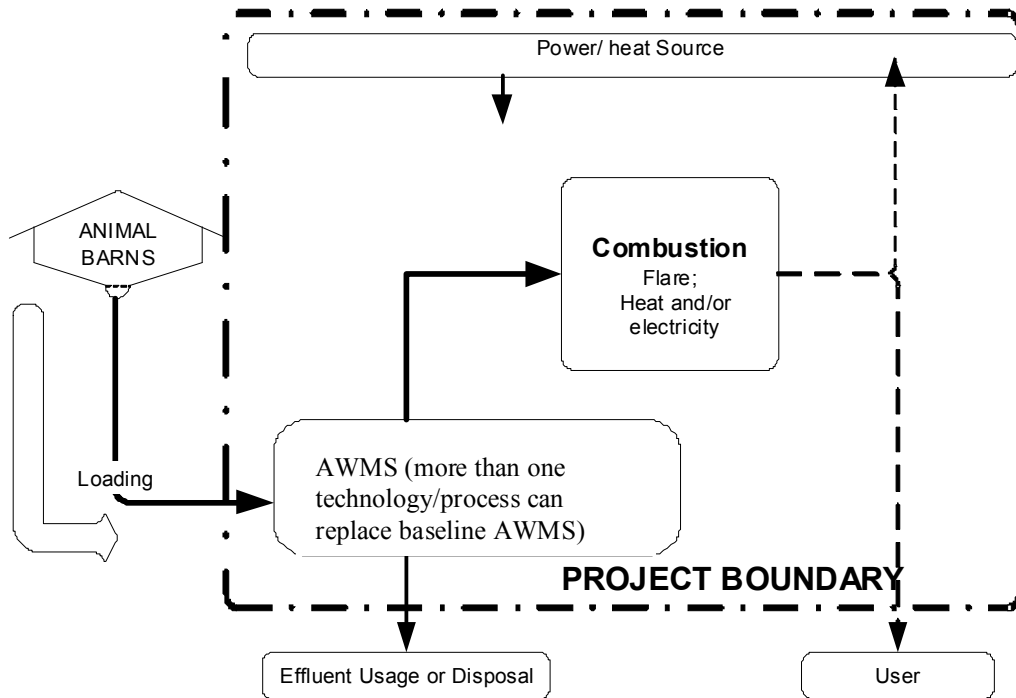 Power/ heat Source
ANIMAL
BARNS
Combustion
Flare;
Heat and/or
electricity
Loading
AWMS (more than one
technology/process can
replace baseline AWMS)
PROJECT BOUNDARY
Effluent Usage or Disposal
User